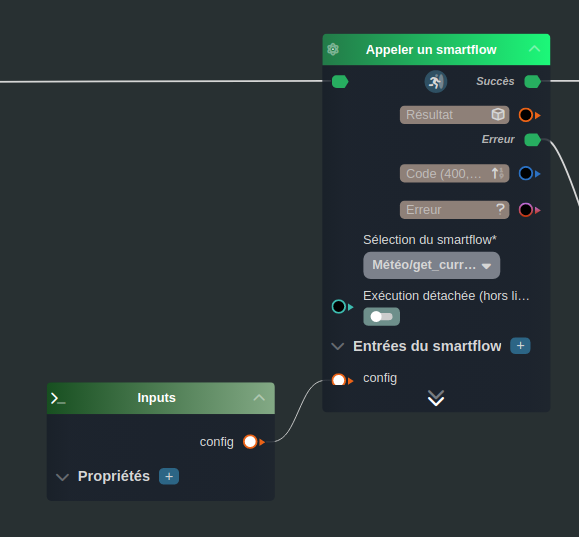 Appeler un smartflow
Succès
Résultat
Erreur
Code (400,...
Erreur
Sélection du smartflow*
Météo/get_curr...
Exécution détachée (hors li...
Entrées du smartflow +
config
Inputs
config
Propriétés +